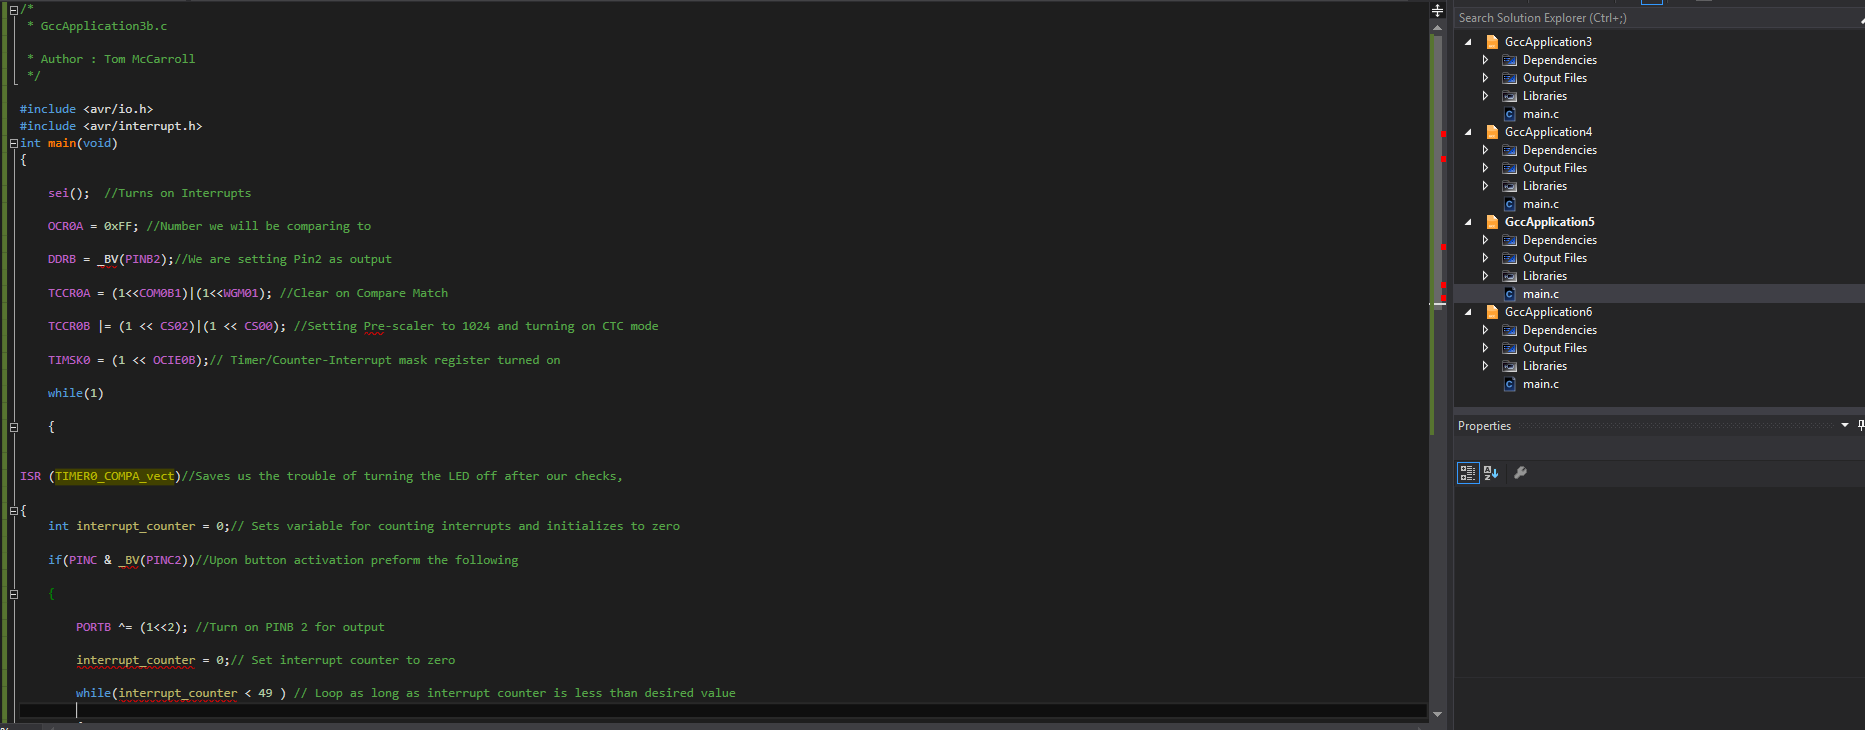 /*
* GccApplication3b.c
* Author : Tom McCarroll
*/
#include <avr/io.h>
#include <avr/interrupt.h>
int main(void)
{
sei();  //Turns on Interrupts
OCR0A = 0xFF; //Number we will be comparing to
DDRB = _BV(PINB2);//We are setting Pin2 as output
TCCR0A = (1<<COM0B1)|(1<<WGM01); //Clear on Compare Match
TCCR0B |= (1 << CS02)|(1 << CS00); //Setting Pre-scaler to 1024 and turning on CTC mode
TIMSK0 = (1 << OCIE0B);// Timer/Counter-Interrupt mask register turned on
while(1)
{
ISR (TIMER0_COMPA_vect)//Saves us the trouble of turning the LED off after our checks,
{
int interrupt_counter = 0;// Sets variable for counting interrupts and initializes to zero
if(PINC & _BV(PINC2))//Upon button activation preform the following
{
PORTB ^= (1<<2); //Turn on PINB 2 for output
interrupt_counter = 0;// Set interrupt counter to zero
while(interrupt_counter < 49 ) // Loop as long as interrupt counter is less than desired value
Search Solution Explorer (Ctrl+;)
GccApplication3
Dependencies
Output Files
Libraries
main.c
GccApplication4
Dependencies
Output Files
Libraries
main.c
GccApplication5
Dependencies
Output Files
Libraries
main.c
GccApplication6
Dependencies
Output Files
Libraries
main.c
Properties